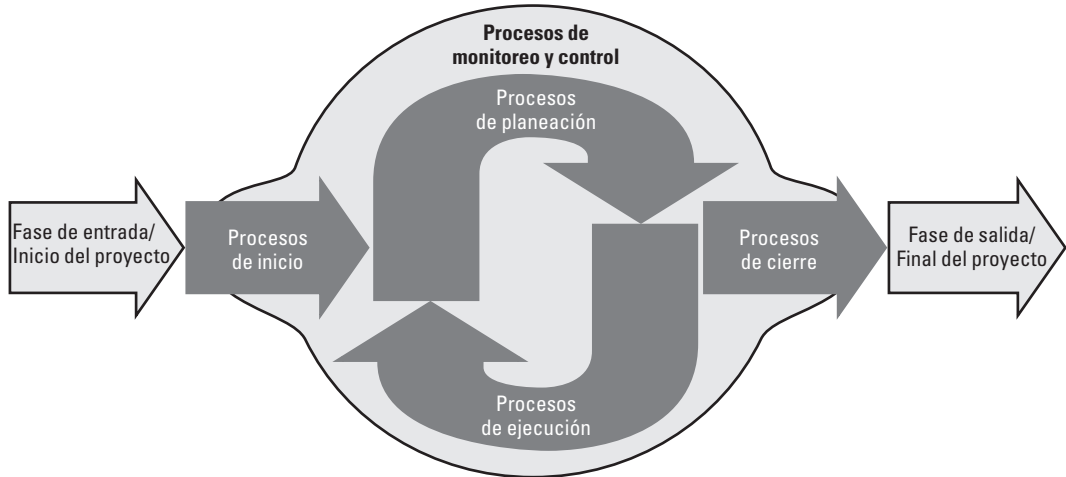 Procesos de
monitoreo y control
Procesos
de planeación
Fase de entrada/
Inicio del proyecto
Procesos
de inicio
Procesos
de cierre
Fase de salida/
Final del proyecto
Procesos
de ejecución